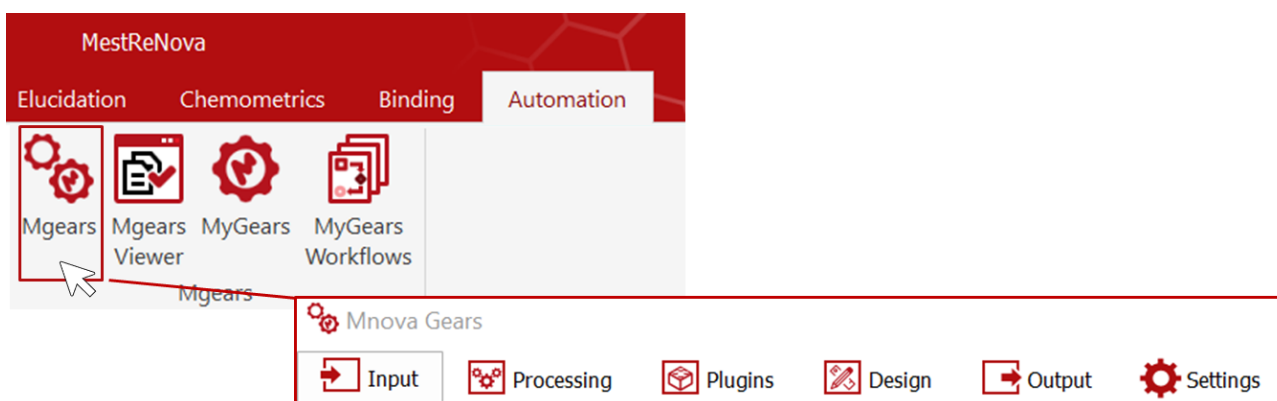 MestReNova
Elucidation Chemometrics Binding Automation
Mgears Mgears MyGears MyGears
Viewer Workflows
Mgears
Mnova Gears
Input Processing Plugins Design Output Settings